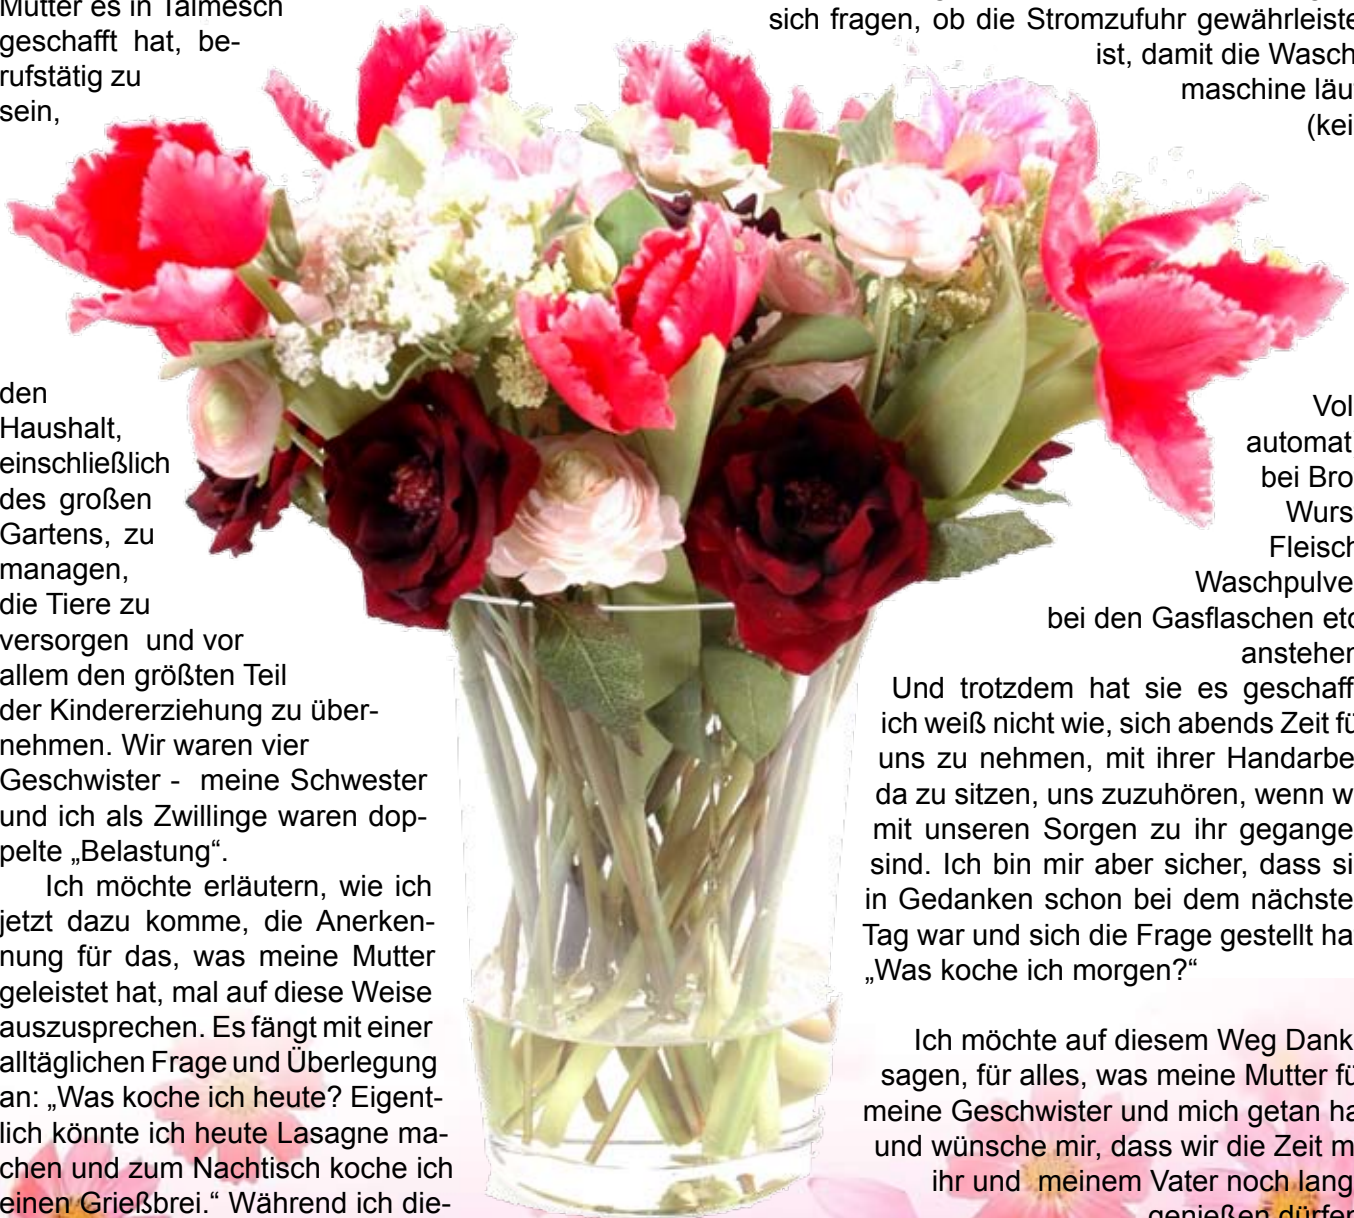 Mutter es in Talmesch
geschafft hat, be-
rufstätig zu
sein,
den
Haushalt,
einschließlich
des großen
Gartens, zu
managen,
die Tiere zu
versorgen und vor
allem den größten Teil
der Kindererziehung zu über-
nehmen. Wir waren vier
Geschwister - meine Schwester
und ich als Zwillinge waren dop-
pelte „Belastung“.
Ich möchte erläutern, wie ich
jetzt dazu komme, die Anerken-
nung für das, was meine Mutter
geleistet hat, mal auf diese Weise
auszusprechen. Es fängt mit einer
alltäglichen Frage und Überlegung
an: „Was koche ich heute? Eigent-
lich könnte ich heute Lasagne ma-
chen und zum Nachtisch koche ich
einen Grießbrei.“ Während ich die-
sich fragen, ob die Stromzufuhr gewährleiste
ist, damit die Wasch
maschine läu
(kei
Vol
automat
bei Bro
Wurs
Fleisch
Waschpulve
bei den Gasflaschen etc
anstehen
Und trotzdem hat sie es geschaff
ich weiß nicht wie, sich abends Zeit fü
uns zu nehmen, mit ihrer Handarbe
da zu sitzen, uns zuzuhören, wenn w
mit unseren Sorgen zu ihr gegange
sind. Ich bin mir aber sicher, dass si
in Gedanken schon bei dem nächste
Tag war und sich die Frage gestellt ha
„Was koche ich morgen?“
Ich möchte auf diesem Weg Dank
sagen, für alles, was meine Mutter fü
meine Geschwister und mich getan ha
und wünsche mir, dass wir die Zeit m
ihr und meinem Vater noch lang
genießen dürfen